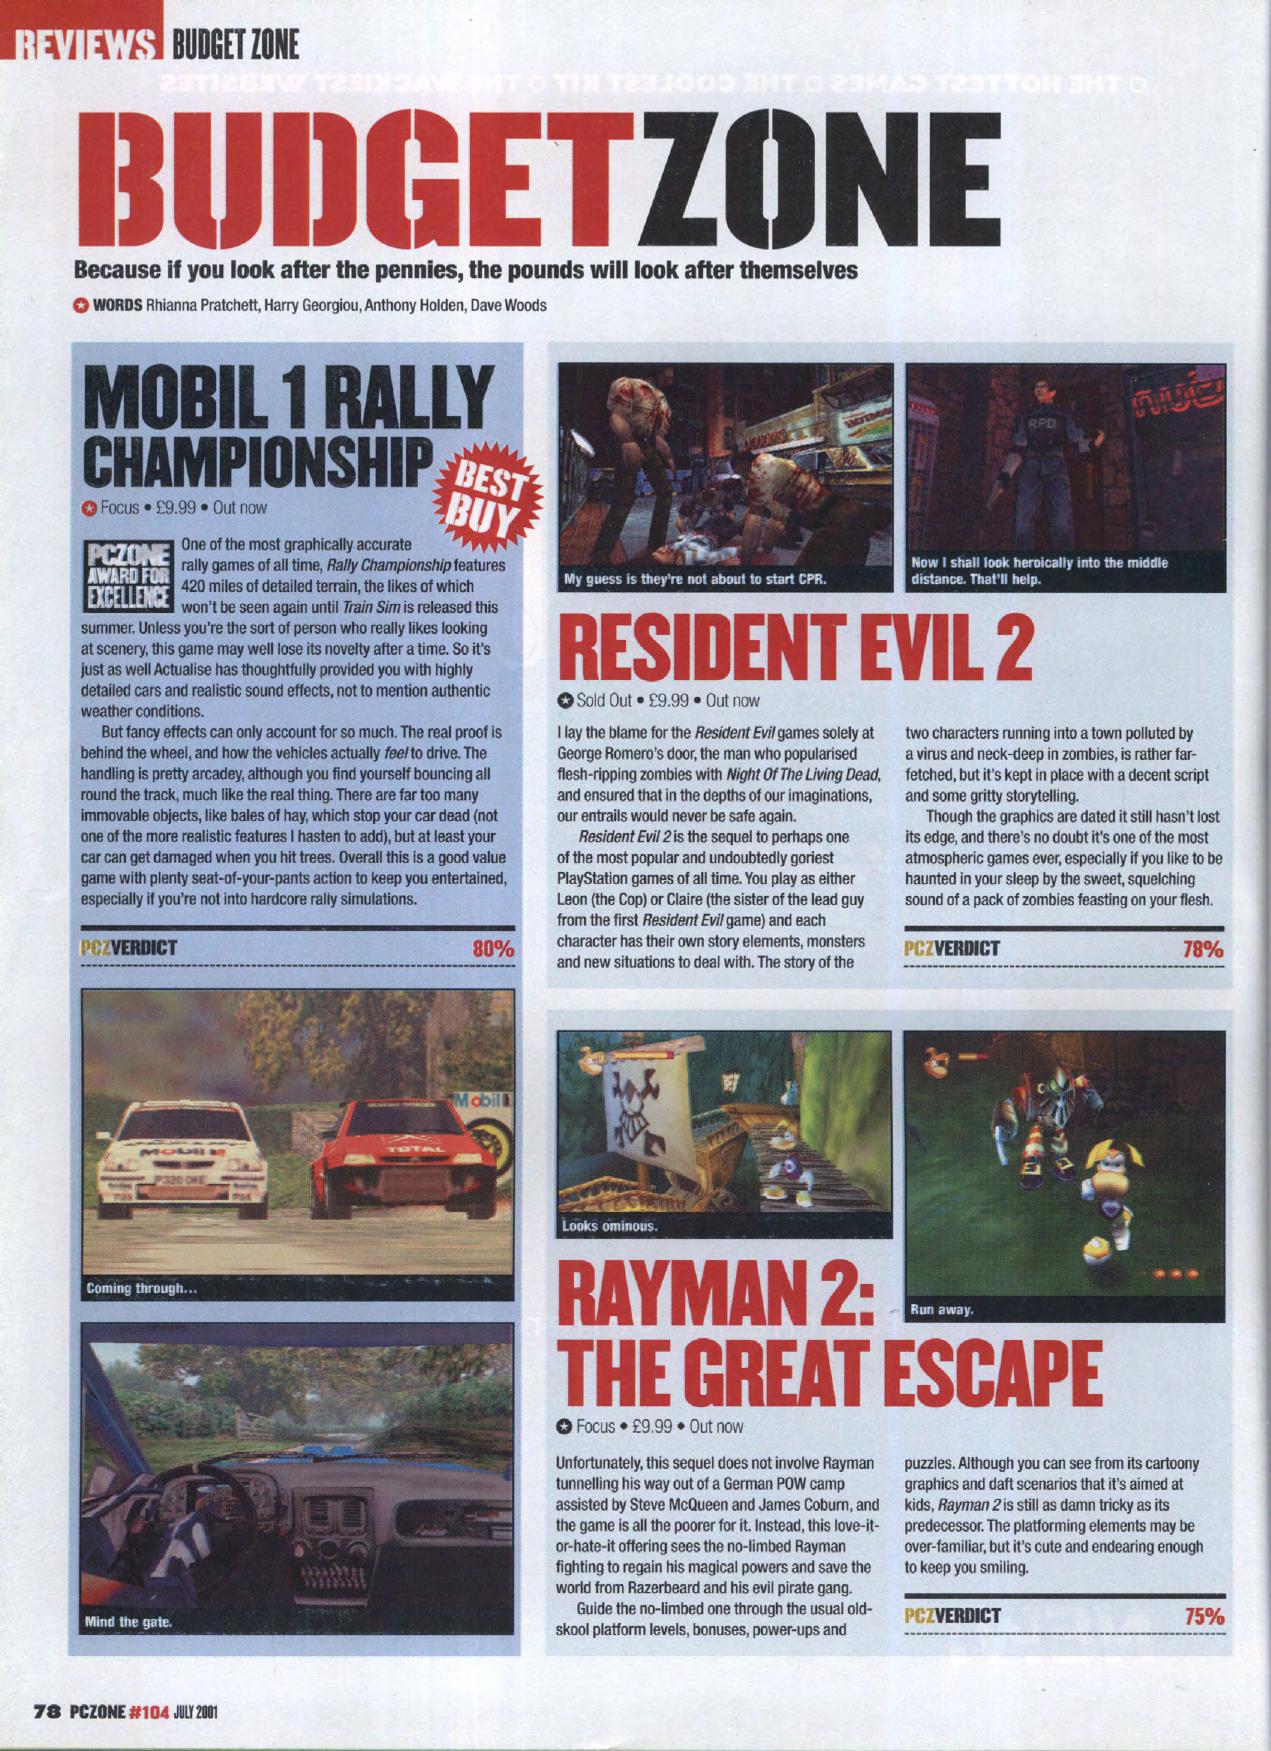 REVIEWS BUDGET ZONE
BUDGETZONE
Because if you look after the pennies, the pounds will look after themselves
WORDS Rhianna Pratchett, Harry Georgiou, Anthony Holden, Dave Woods
MOBIL 1 RALLY
CHAMPIONSHIP
BEST
BUY
Focus • £9.99 • Out now
PCZONE
AWARD FOR
EXCELLENCE
One of the most graphically accurate
rally games of all time, Rally Championship features
420 miles of detailed terrain, the likes of which
won't be seen again until Train Sim is released this
summer. Unless you're the sort of person who really likes looking
at scenery, this game may well lose its novelty after a time. So it's
just as well Actualise has thoughtfully provided you with highly
detailed cars and realistic sound effects, not to mention authentic
weather conditions.
But fancy effects can only account for so much. The real proof is
behind the wheel, and how the vehicles actually feel to drive. The
handling is pretty arcadey, although you find yourself bouncing all
round the track, much like the real thing. There are far too many
immovable objects, like bales of hay, which stop your car dead (not
one of the more realistic features I hasten to add), but at least your
car can get damaged when you hit trees. Overall this is a good value
game with plenty seat-of-your-pants action to keep you entertained,
especially if you're not into hardcore rally simulations.
PCZVERDICT 80%
Mobil 1
Mobil 1
TOTAL
P320 OKE
Coming through...
Mind the gate.
My guess is they're not about to start CPR.
RPD
Now I shall look heroically into the middle
distance. That'll help.
RESIDENT EVIL 2
Sold Out • £9.99 • Out now
I lay the blame for the Resident Evil games solely at
George Romero's door, the man who popularised
flesh-ripping zombies with Night Of The Living Dead,
and ensured that in the depths of our imaginations,
our entrails would never be safe again.
Resident Evil 2 is the sequel to perhaps one
of the most popular and undoubtedly goriest
PlayStation games of all time. You play as either
Leon (the Cop) or Claire (the sister of the lead guy
from the first Resident Evil game) and each
character has their own story elements, monsters
and new situations to deal with. The story of the
two characters running into a town polluted by
a virus and neck-deep in zombies, is rather far-
fetched, but it's kept in place with a decent script
and some gritty storytelling.
Though the graphics are dated it still hasn't lost
its edge, and there's no doubt it's one of the most
atmospheric games ever, especially if you like to be
haunted in your sleep by the sweet, squelching
sound of a pack of zombies feasting on your flesh.
PCZVERDICT 78%
Looks ominous.
Run away.
RAYMAN 2:
THE GREAT ESCAPE
Focus • £9.99 • Out now
Unfortunately, this sequel does not involve Rayman
tunnelling his way out of a German POW camp
assisted by Steve McQueen and James Coburn, and
the game is all the poorer for it. Instead, this love-it-
or-hate-it offering sees the no-limbed Rayman
fighting to regain his magical powers and save the
world from Razerbeard and his evil pirate gang.
Guide the no-limbed one through the usual old-
skool platform levels, bonuses, power-ups and
puzzles. Although you can see from its cartoony
graphics and daft scenarios that it's aimed at
kids, Rayman 2 is still as damn tricky as its
predecessor. The platforming elements may be
over-familiar, but it's cute and endearing enough
to keep you smiling.
PCZVERDICT 75%
78 PCZONE #104 JULY 2001